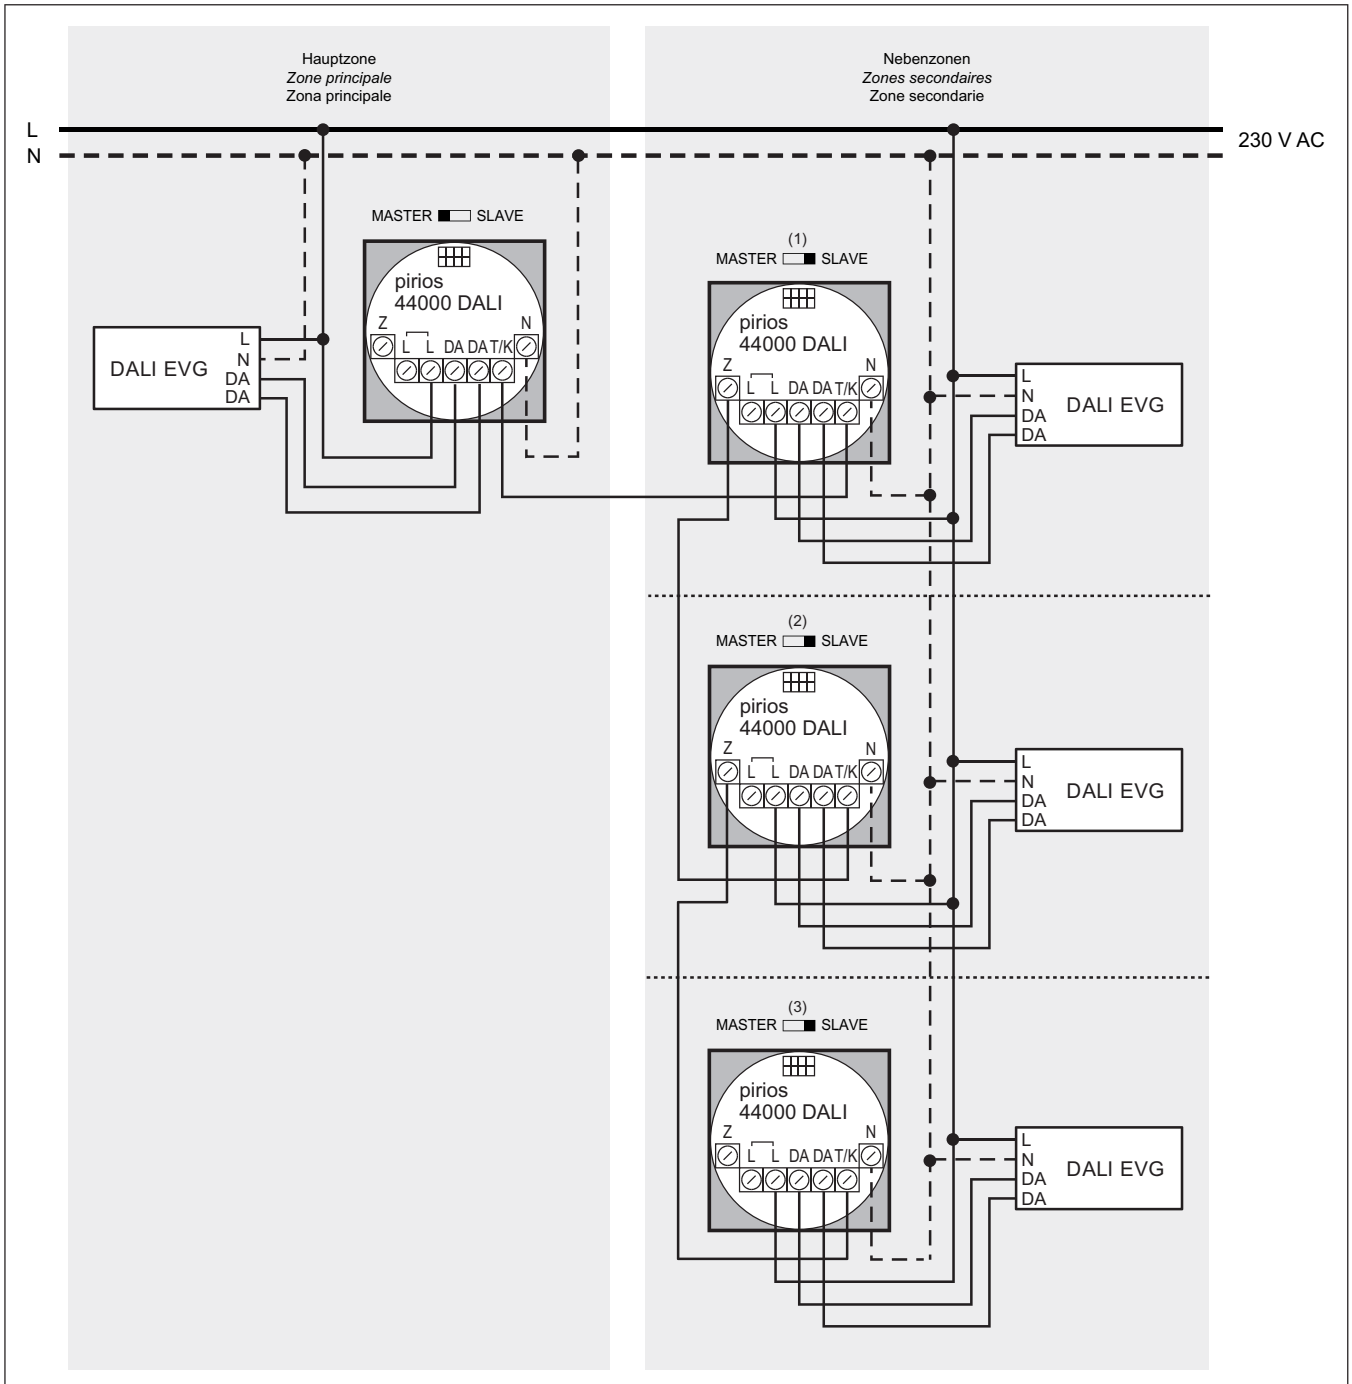 Hauptzone
Zone principale
Zona principale
Nebenzonen
Zones secondaires
Zone secondarie
L
N
230 V AC
MASTER SLAVE
pirios
44000 DALI
Z N
L L DA DA T/K
DALI EVG
L
N
DA
DA
(1)
MASTER SLAVE
pirios
44000 DALI
Z N
L L DA DA T/K
L
N
DA
DA
DALI EVG
(2)
MASTER SLAVE
pirios
44000 DALI
Z N
L L DA DA T/K
L
N
DA
DA
DALI EVG
(3)
MASTER SLAVE
pirios
44000 DALI
Z N
L L DA DA T/K
L
N
DA
DA
DALI EVG